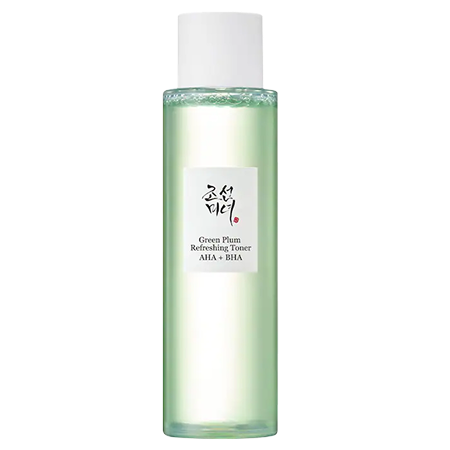 조선
미녀
Green Plum
Refreshing Toner
AHA + BHA